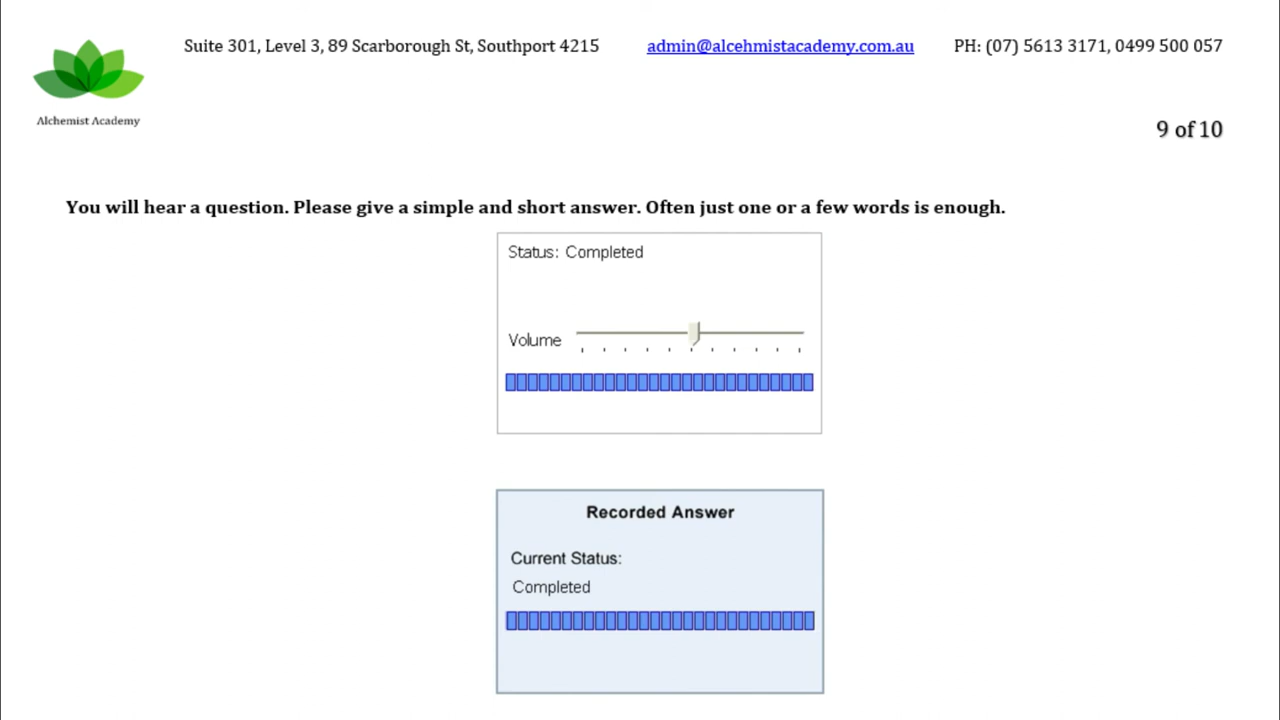 Suite 301, Level 3, 89 Scarborough St, Southport 4215 admin@alcehmistacademy.com.au PH: (07) 5613 3171, 0499 500 057
Alchemist Academy
9 of 10
You will hear a question. Please give a simple and short answer. Often just one or a few words is enough.
Status: Completed
Volume
Recorded Answer
Current Status:
Completed